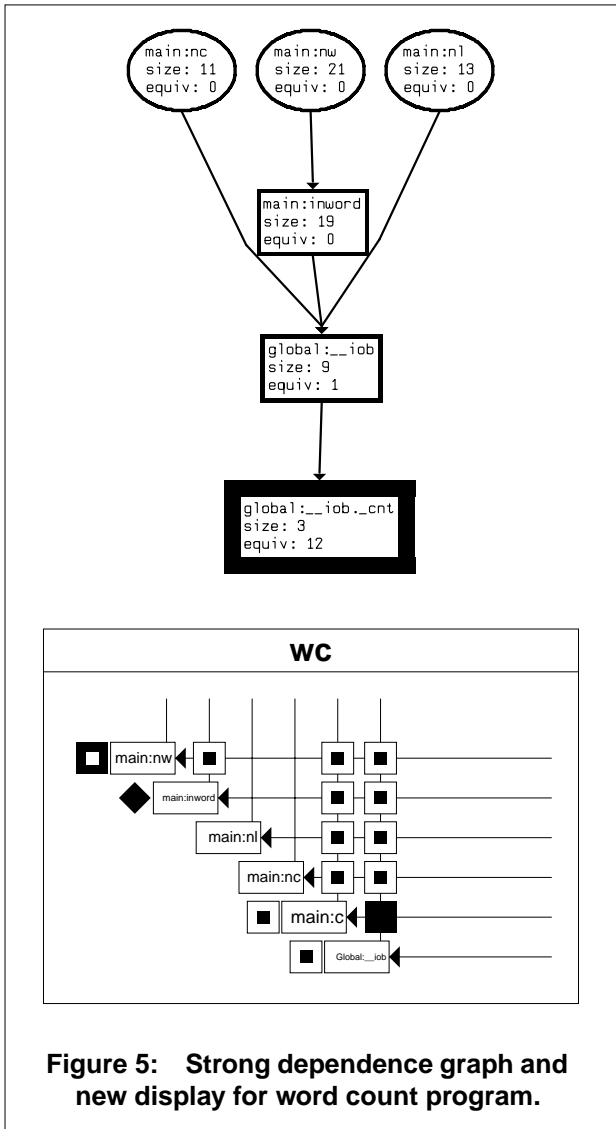 main:nc
size: 11
equiv: 0
main:nw
size: 21
equiv: 0
main:nl
size: 13
equiv: 0
main:inword
size: 19
equiv: 0
global:__iob
size: 9
equiv: 1
global:__iob._cnt
size: 3
equiv: 12
wc
main:nw
main:inword
main:nl
main:nc
main:c
Global:__iob
Figure 5: Strong dependence graph and
new display for word count program.